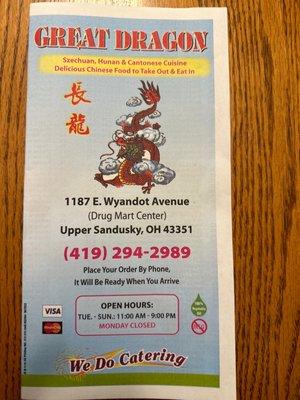 GREAT DRAGON
Szechuan, Hunan & Cantonese Cuisine
Delicious Chinese Food to Take Out & Eat In
長
龍
1187 E. Wyandot Avenue
(Drug Mart Center)
Upper Sandusky, OH 43351
(419) 294-2989
Place Your Order By Phone,
It Will Be Ready When You Arrive
VISA
MasterCard
OPEN HOURS:
TUE. - SUN.: 11:00 AM - 9:00 PM
MONDAY CLOSED
100%
We Do Catering